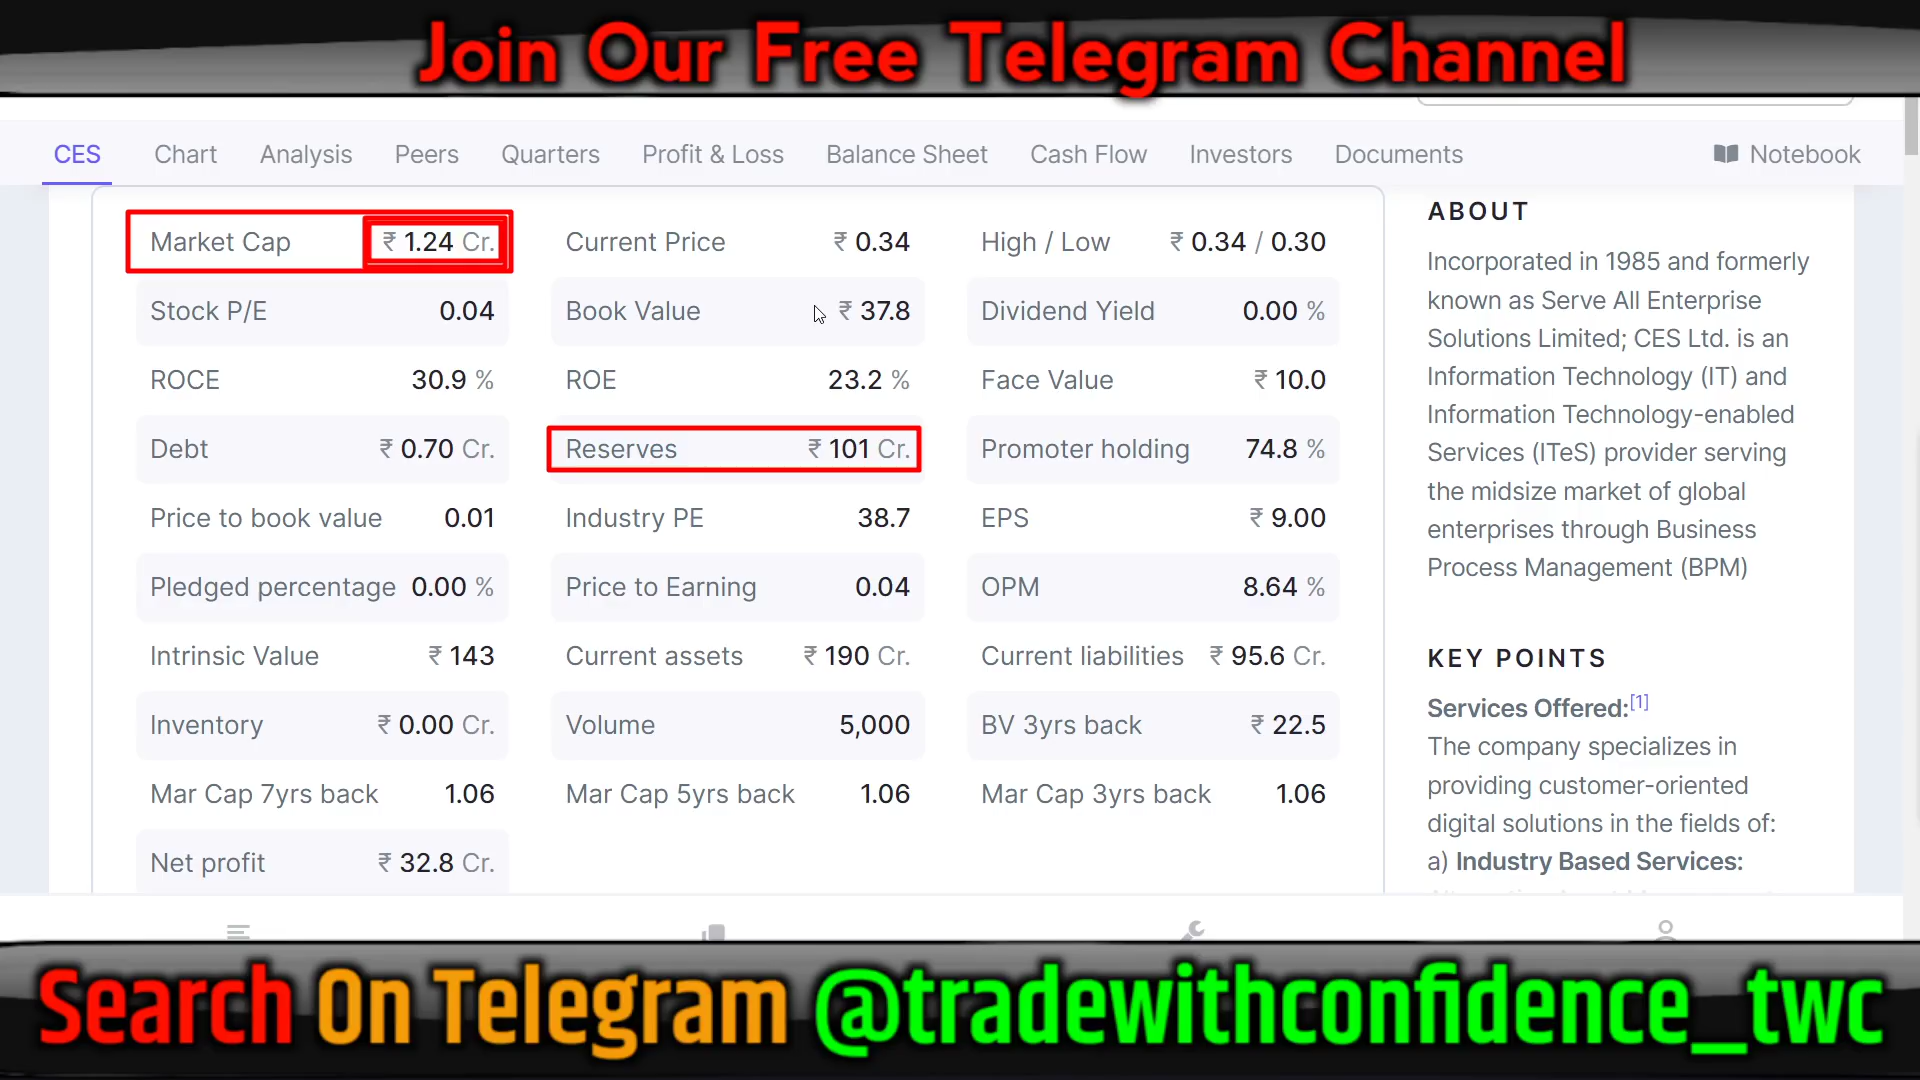 Join Our Free Telegram Channel
CES Chart Analysis Peers Quarters Profit & Loss Balance Sheet Cash Flow Investors Documents Notebook
Market Cap ₹ 1.24 Cr. Current Price ₹ 0.34 High / Low ₹ 0.34 / 0.30
Stock P/E 0.04 Book Value ₹ 37.8 Dividend Yield 0.00 %
ROCE 30.9 % ROE 23.2 % Face Value ₹ 10.0
Debt ₹ 0.70 Cr. Reserves ₹ 101 Cr. Promoter holding 74.8 %
Price to book value 0.01 Industry PE 38.7 EPS ₹ 9.00
Pledged percentage 0.00 % Price to Earning 0.04 OPM 8.64 %
Intrinsic Value ₹ 143 Current assets ₹ 190 Cr. Current liabilities ₹ 95.6 Cr.
Inventory ₹ 0.00 Cr. Volume 5,000 BV 3yrs back ₹ 22.5
Mar Cap 7yrs back 1.06 Mar Cap 5yrs back 1.06 Mar Cap 3yrs back 1.06
Net profit ₹ 32.8 Cr.
ABOUT
Incorporated in 1985 and formerly
known as Serve All Enterprise
Solutions Limited; CES Ltd. is an
Information Technology (IT) and
Information Technology-enabled
Services (ITeS) provider serving
the midsize market of global
enterprises through Business
Process Management (BPM)
KEY POINTS
Services Offered:[1]
The company specializes in
providing customer-oriented
digital solutions in the fields of:
a) Industry Based Services:
Search On Telegram @tradewithconfidence_twc